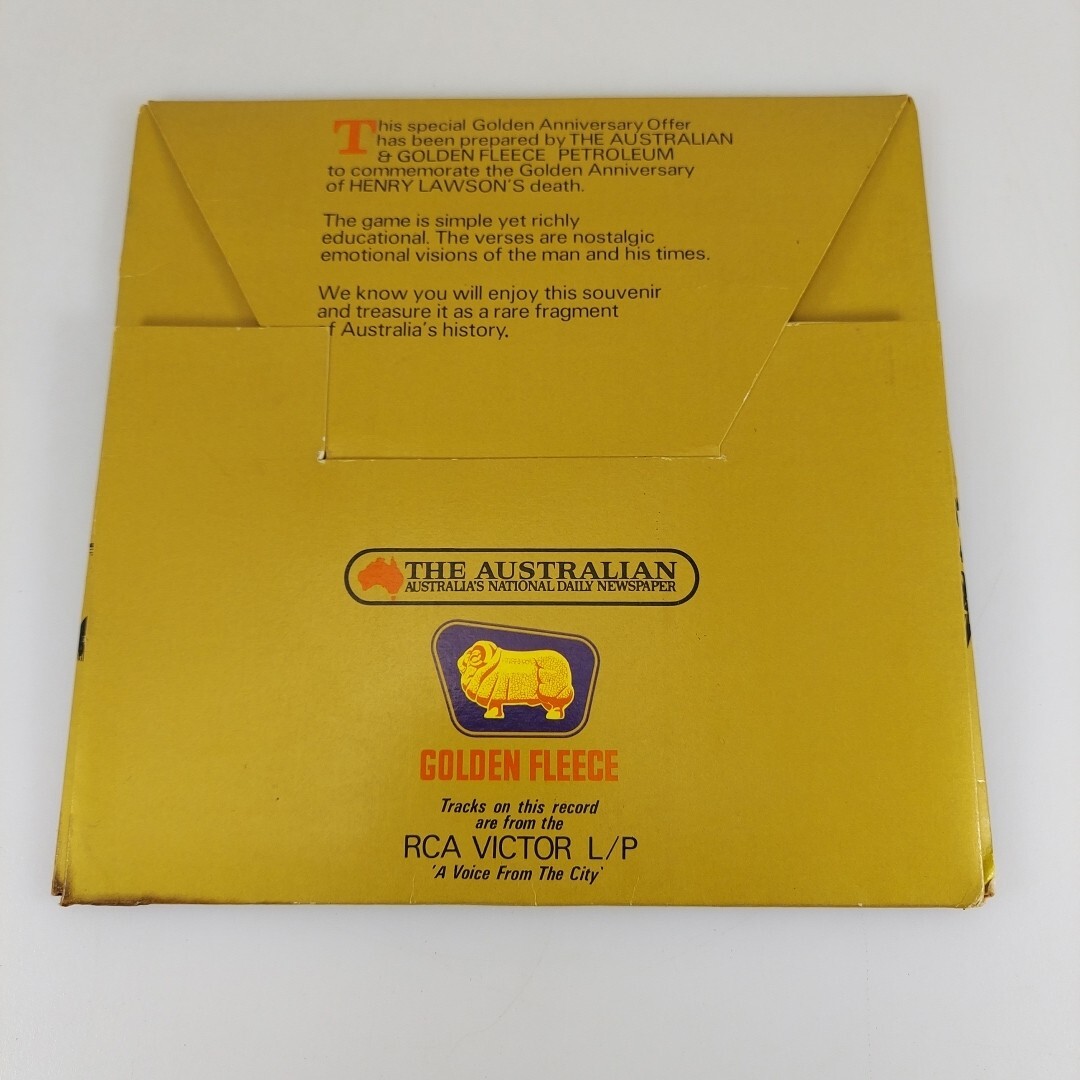 This special Golden Anniversary Offer
has been prepared by THE AUSTRALIAN
& GOLDEN FLEECE PETROLEUM
to commemorate the Golden Anniversary
of HENRY LAWSON'S death.
The game is simple yet richly
educational. The verses are nostalgic
emotional visions of the man and his times.
We know you will enjoy this souvenir
and treasure it as a rare fragment
of Australia's history.
THE AUSTRALIAN
AUSTRALIA'S NATIONAL DAILY NEWSPAPER
GOLDEN FLEECE
Tracks on this record
are from the
RCA VICTOR L/P
'A Voice From The City'